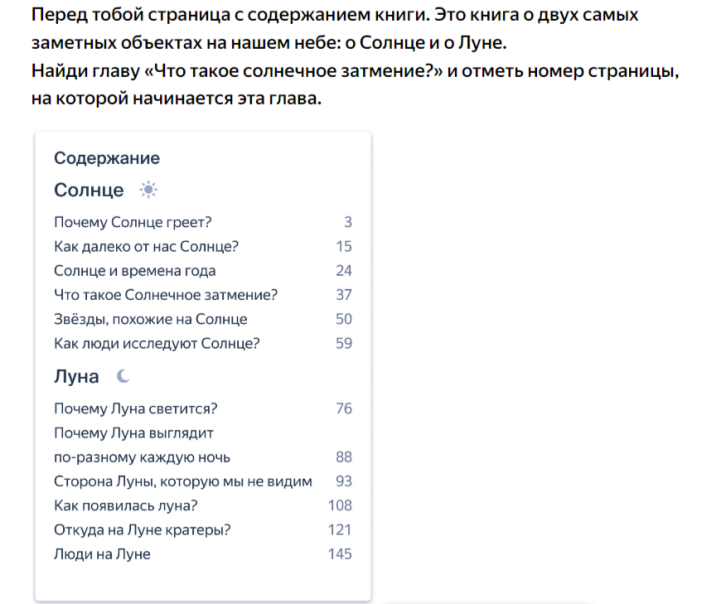 Перед тобой страница с содержанием книги. Это книга о двух самых
заметных объектах на нашем небе: о Солнце и о Луне.
Найди главу «Что такое солнечное затмение?» и отметь номер страницы,
на которой начинается эта глава.
Содержание
Солнце
Почему Солнце греет? 3
Как далеко от нас Солнце? 15
Солнце и времена года 24
Что такое Солнечное затмение? 37
Звёзды, похожие на Солнце 50
Как люди исследуют Солнце? 59
Луна
Почему Луна светится? 76
Почему Луна выглядит
по-разному каждую ночь 88
Сторона Луны, которую мы не видим 93
Как появилась луна? 108
Откуда на Луне кратеры? 121
Люди на Луне 145